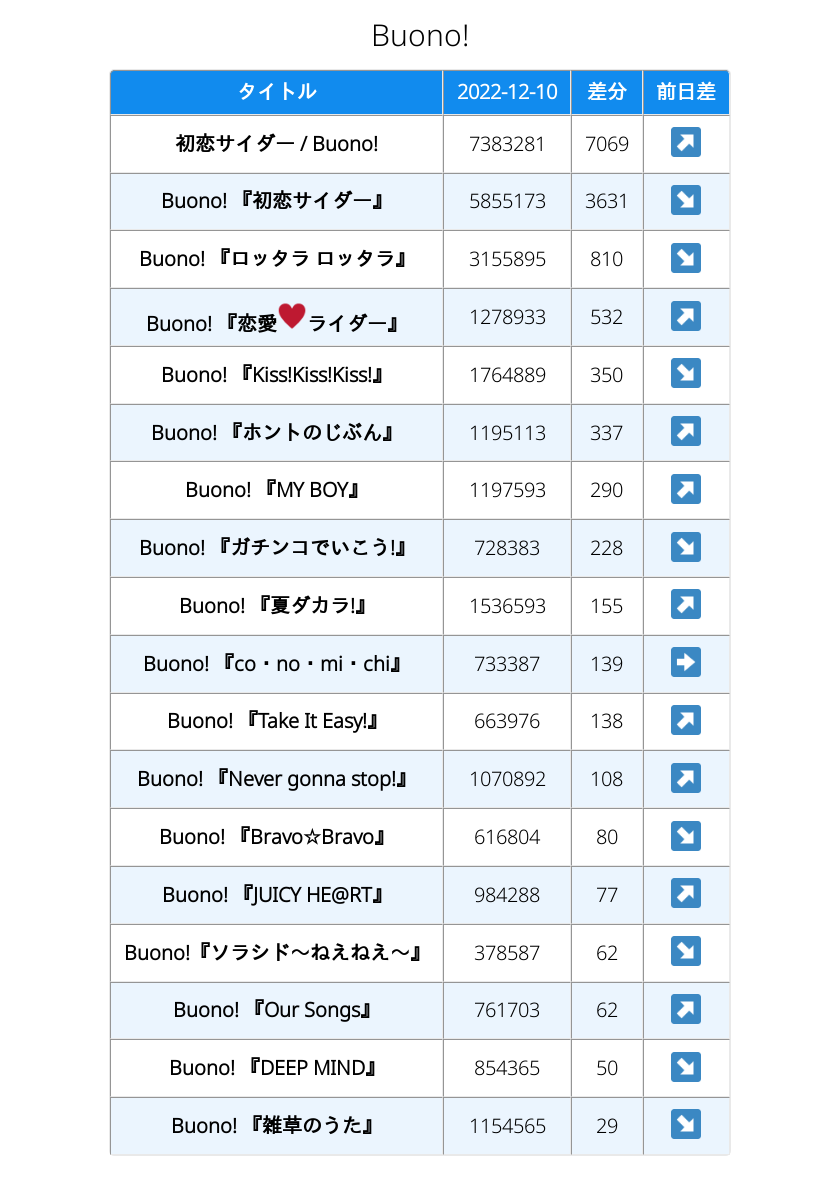 Buono!
タイトル 2022-12-10 差分 前日差
初恋サイダー / Buono! 7383281 7069 ↗️
Buono! 『初恋サイダー』 5855173 3631 ↘️
Buono! 『ロッタラ ロッタラ』 3155895 810 ↘️
Buono! 『恋愛♥ライダー』 1278933 532 ↗️
Buono! 『Kiss!Kiss!Kiss!』 1764889 350 ↘️
Buono! 『ホントのじぶん』 1195113 337 ↗️
Buono! 『MY BOY』 1197593 290 ↗️
Buono! 『ガチンコでいこう!』 728383 228 ↘️
Buono! 『夏ダカラ!』 1536593 155 ↗️
Buono! 『co・no・mi・chi』 733387 139 ➡️
Buono! 『Take It Easy!』 663976 138 ↗️
Buono! 『Never gonna stop!』 1070892 108 ↗️
Buono! 『Bravo☆Bravo』 616804 80 ↘️
Buono! 『JUICY HE@RT』 984288 77 ↗️
Buono!『ソラシド〜ねえねえ〜』 378587 62 ↘️
Buono! 『Our Songs』 761703 62 ↗️
Buono! 『DEEP MIND』 854365 50 ↘️
Buono! 『雑草のうた』 1154565 29 ↘️